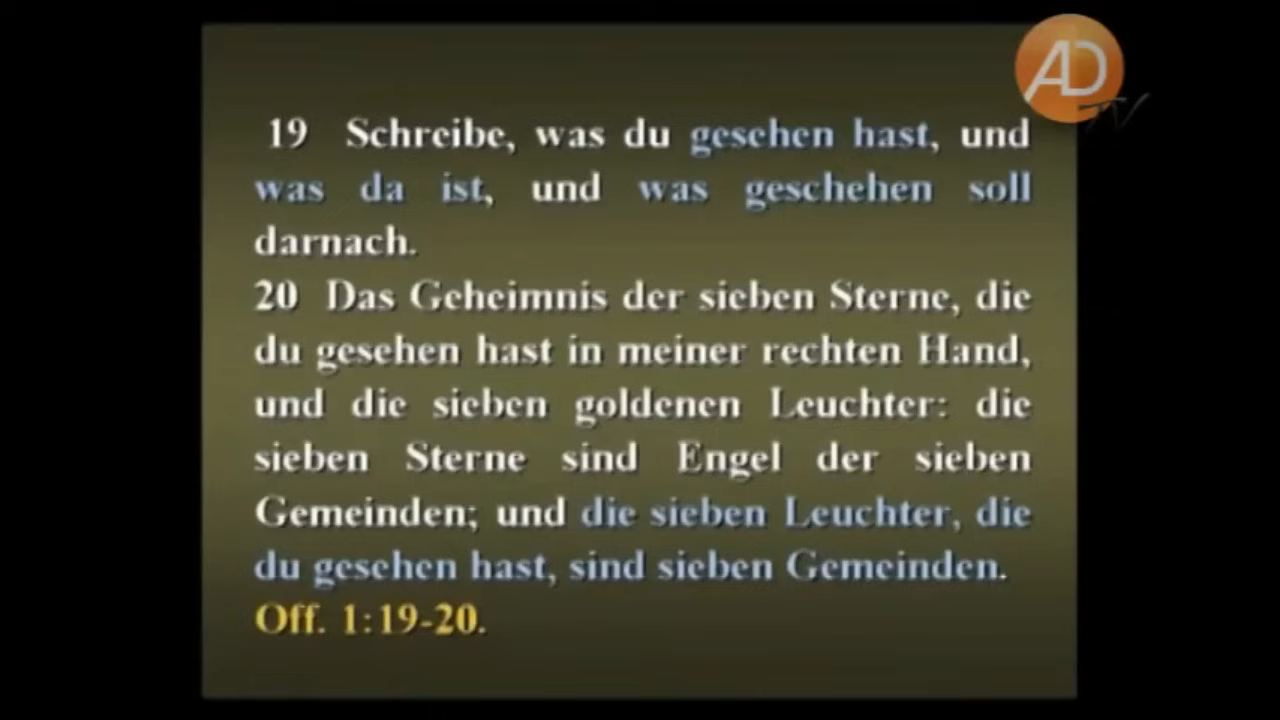 AD
TV
19 Schreibe, was du gesehen hast, und
was da ist, und was geschehen soll
darnach.
20 Das Geheimnis der sieben Sterne, die
du gesehen hast in meiner rechten Hand,
und die sieben goldenen Leuchter: die
sieben Sterne sind Engel der sieben
Gemeinden; und die sieben Leuchter, die
du gesehen hast, sind sieben Gemeinden.
Off. 1:19-20.